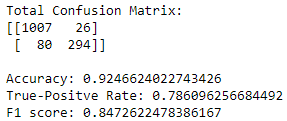 Total Confusion Matrix:
[[1007   26]
 [  80  294]]
Accuracy: 0.9246624022743426
True-Positve Rate: 0.786096256684492
F1 score: 0.8472622478386167